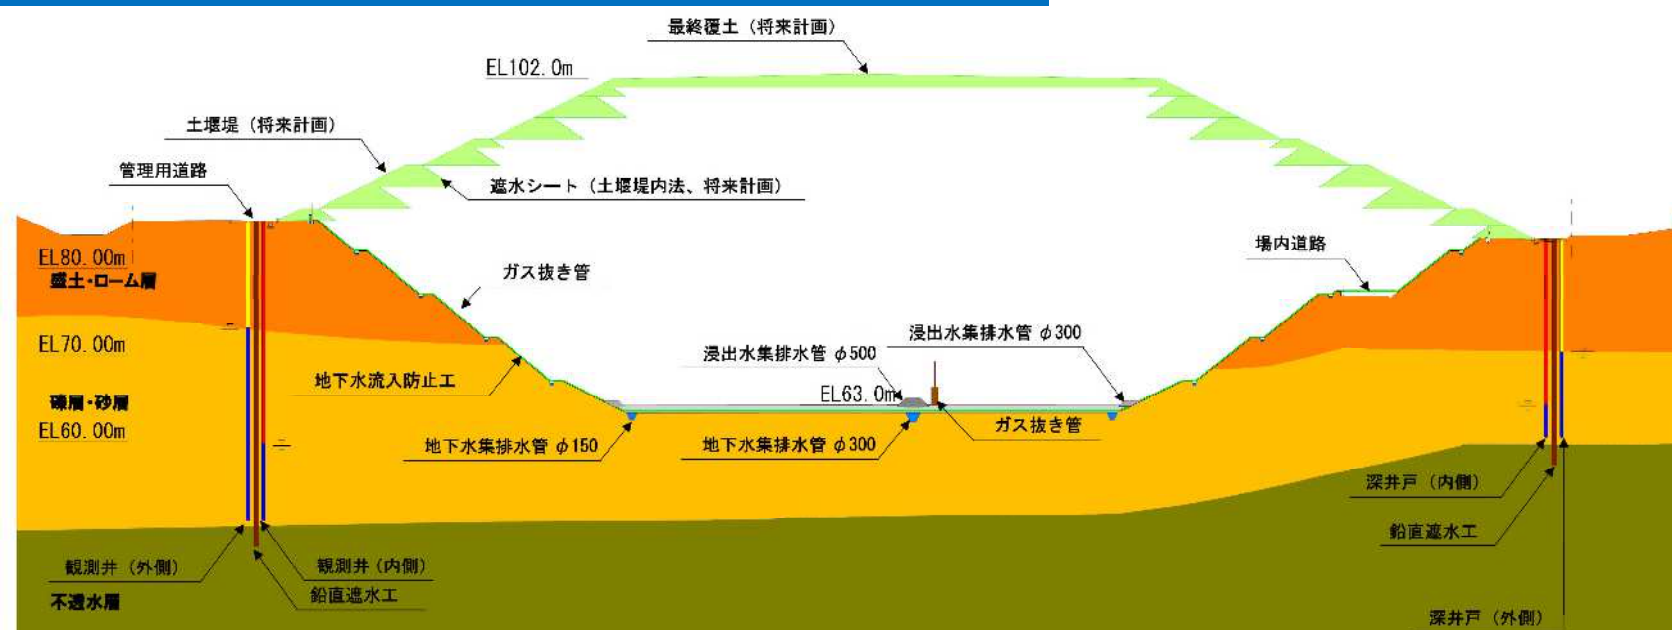 最終覆土（将来計画）
EL102.0m
土堰堤（将来計画）
管理用道路
遮水シート（土堰堤内法、将来計画）
場内道路
EL80.00m
盛土・ローム層
ガス抜き管
浸出水集排水管 φ300
EL70.00m
浸出水集排水管 φ500
地下水流入防止工
EL63.0m
礫層・砂層
EL60.00m
ガス抜き管
地下水集排水管 φ150
地下水集排水管 φ300
深井戸（内側）
鉛直遮水工
観測井（外側）
観測井（内側）
鉛直遮水工
不透水層
深井戸（外側）